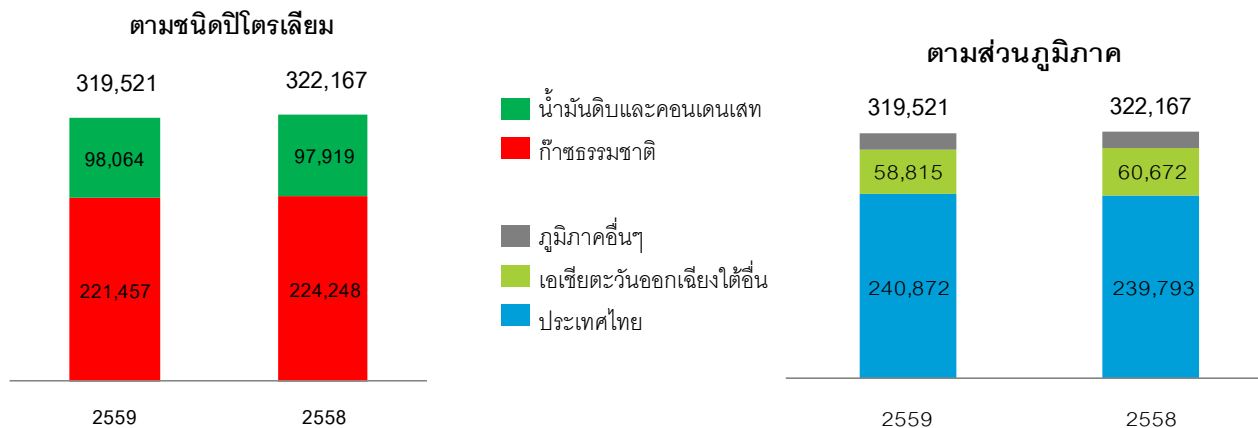 ตามชนิดปิโตรเลียม
319,521
322,167
98,064
97,919
221,457
224,248
2559
2558
น้ำมันดิบและคอนเดนเสท
ก๊าซธรรมชาติ
ภูมิภาคอื่นๆ
เอเชียตะวันออกเฉียงใต้อื่น
ประเทศไทย
ตามส่วนภูมิภาค
319,521
322,167
58,815
60,672
240,872
239,793
2559
2558